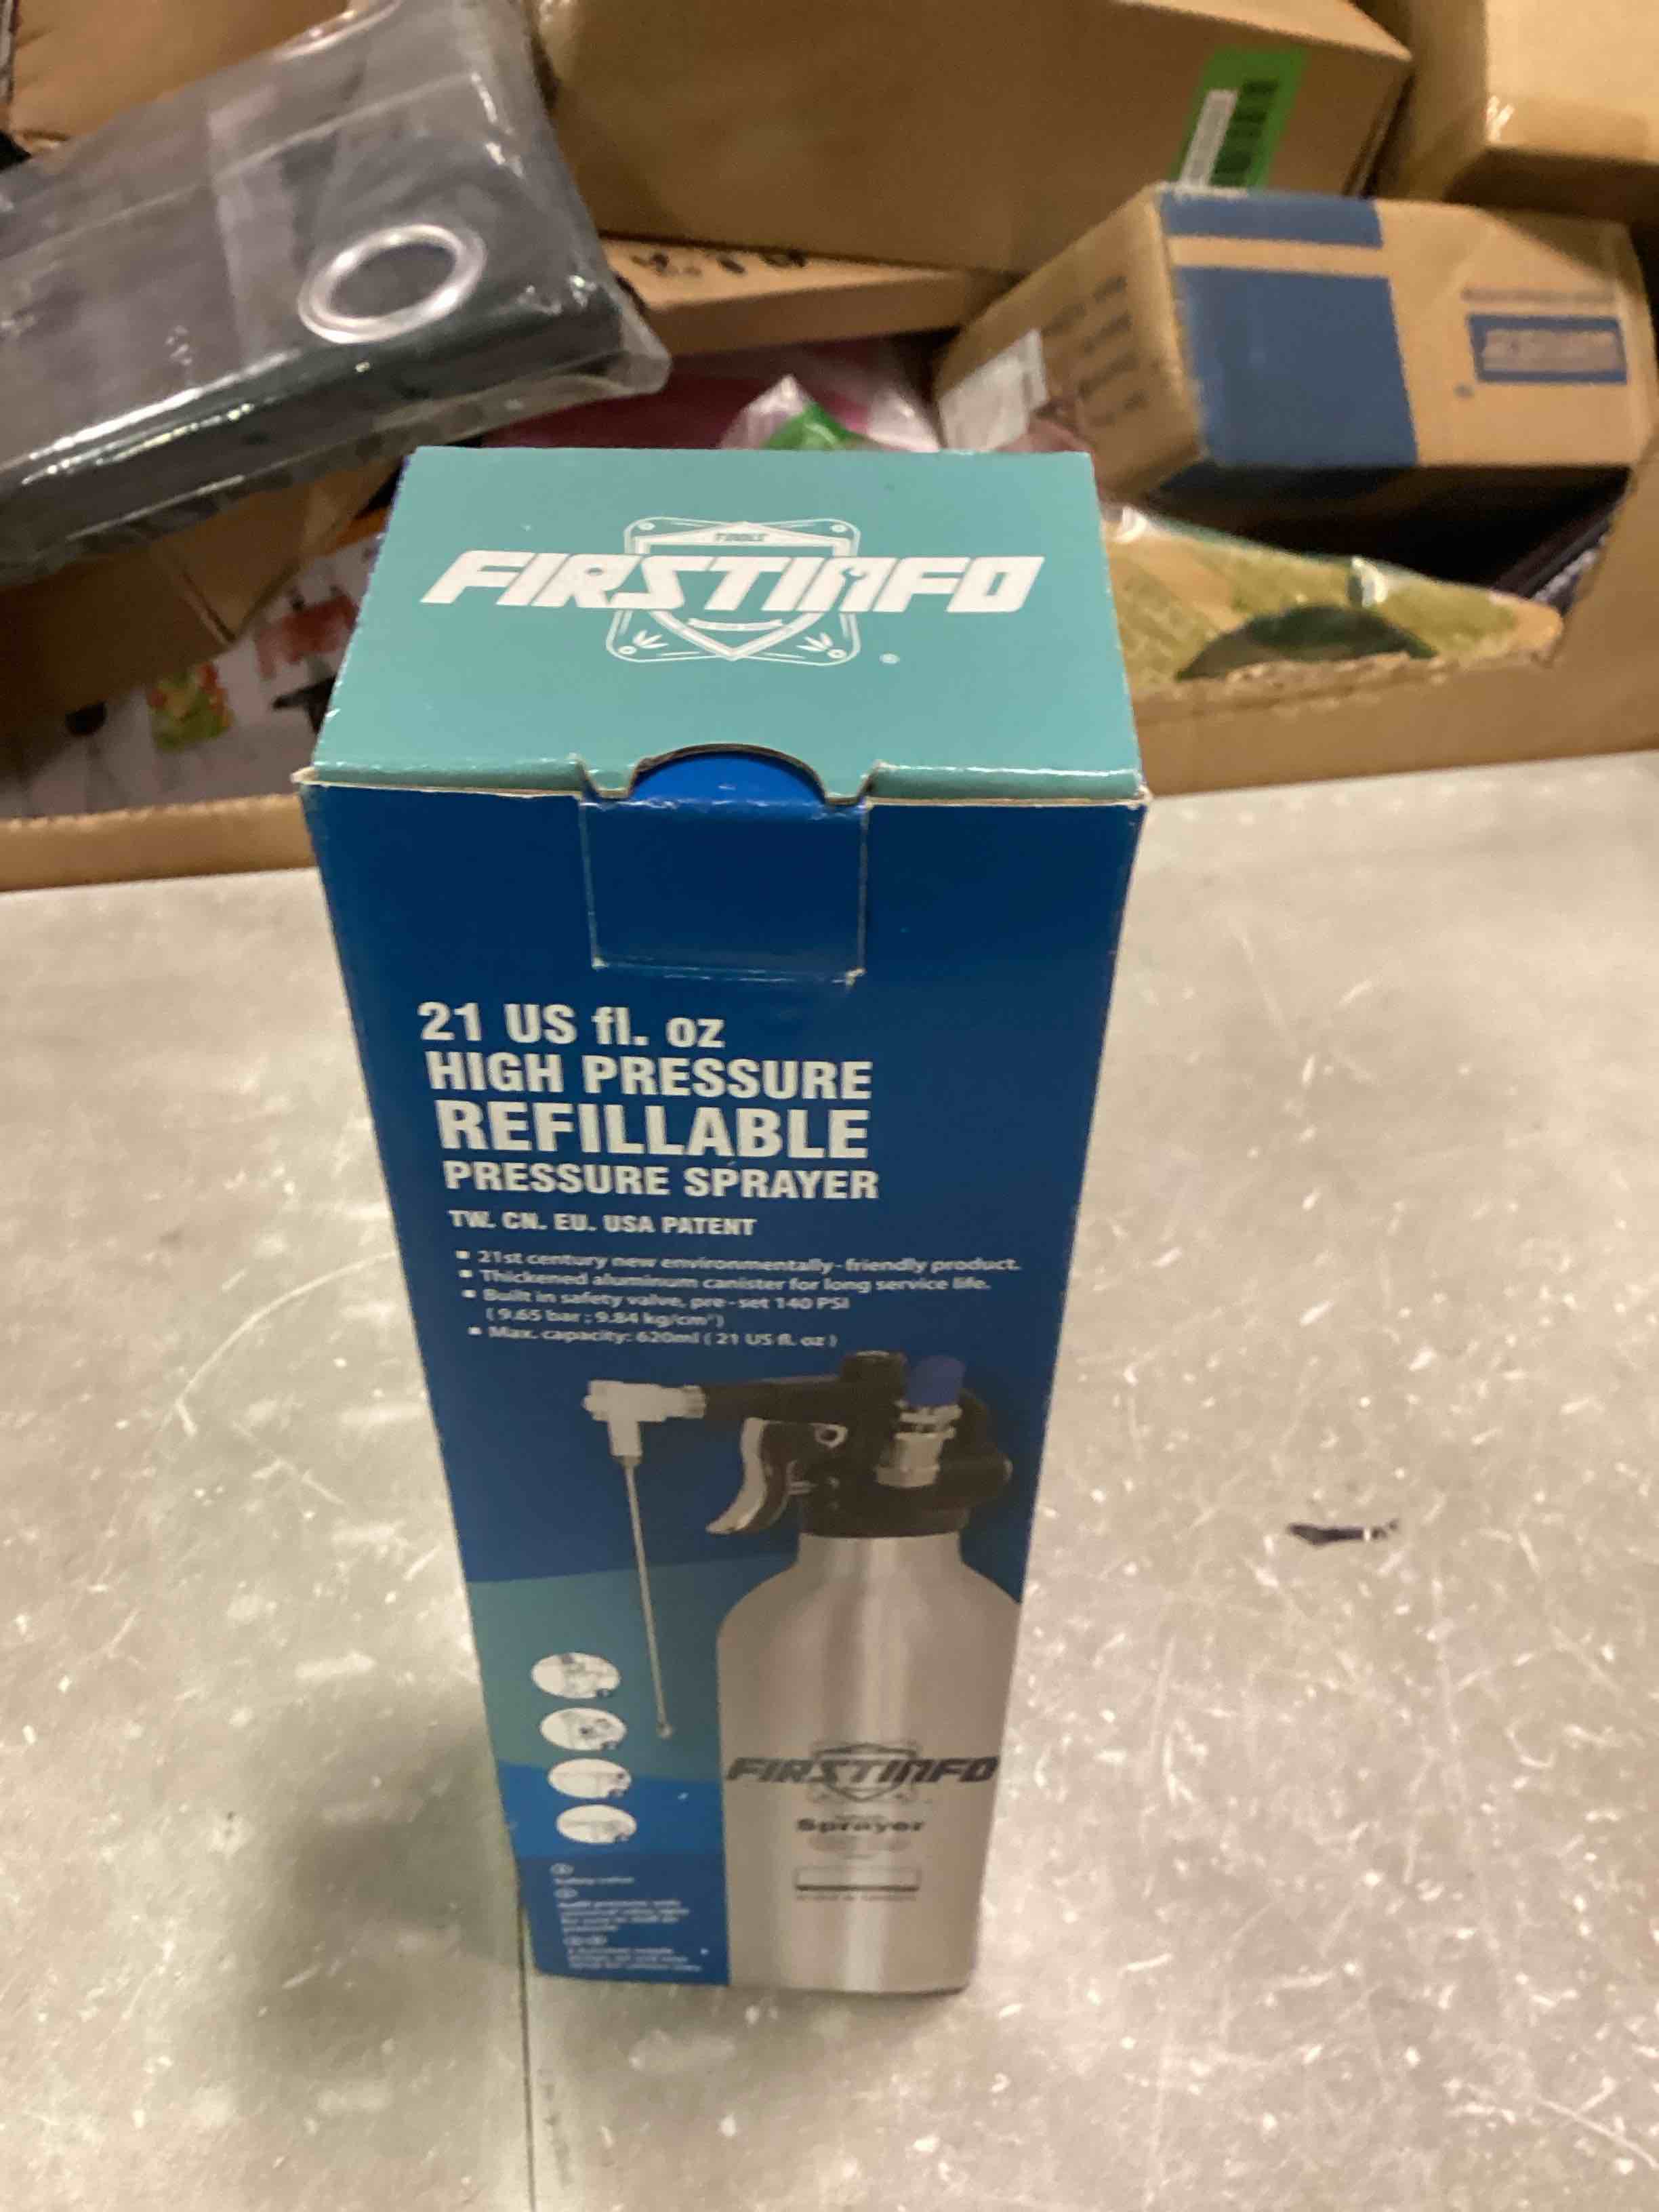 TOOLS
FIRSTINFO
®
21 US fl. oz
HIGH PRESSURE
REFILLABLE
PRESSURE SPRAYER
TW. CN. EU. USA PATENT
▪ 21st century new environmentally-friendly product.
▪ Thickened aluminum canister for long service life.
▪ Built in safety valve, pre-set 140 PSI
(9.65 bar ; 9.84 kg/cm²)
▪ Max. capacity: 620ml ( 21 US fl. oz )
FIRSTINFO
Sprayer
Safety valve